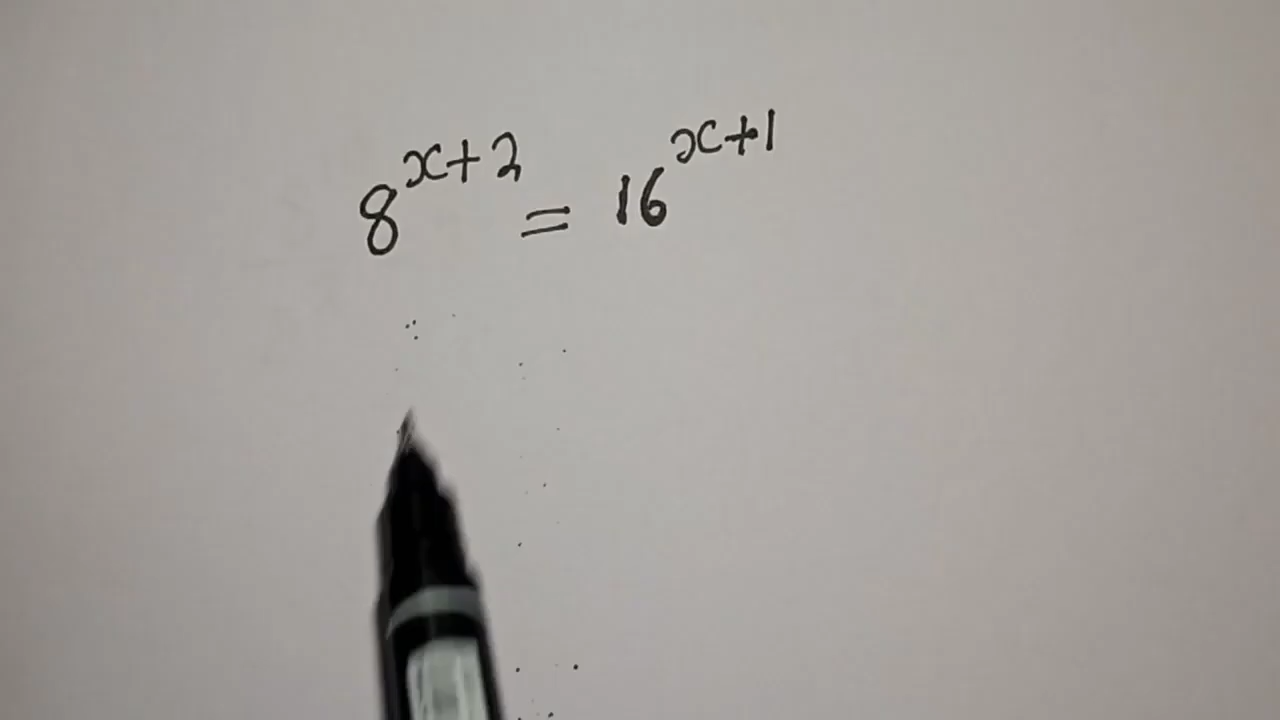 8^{x+2} = 16^{x+1}